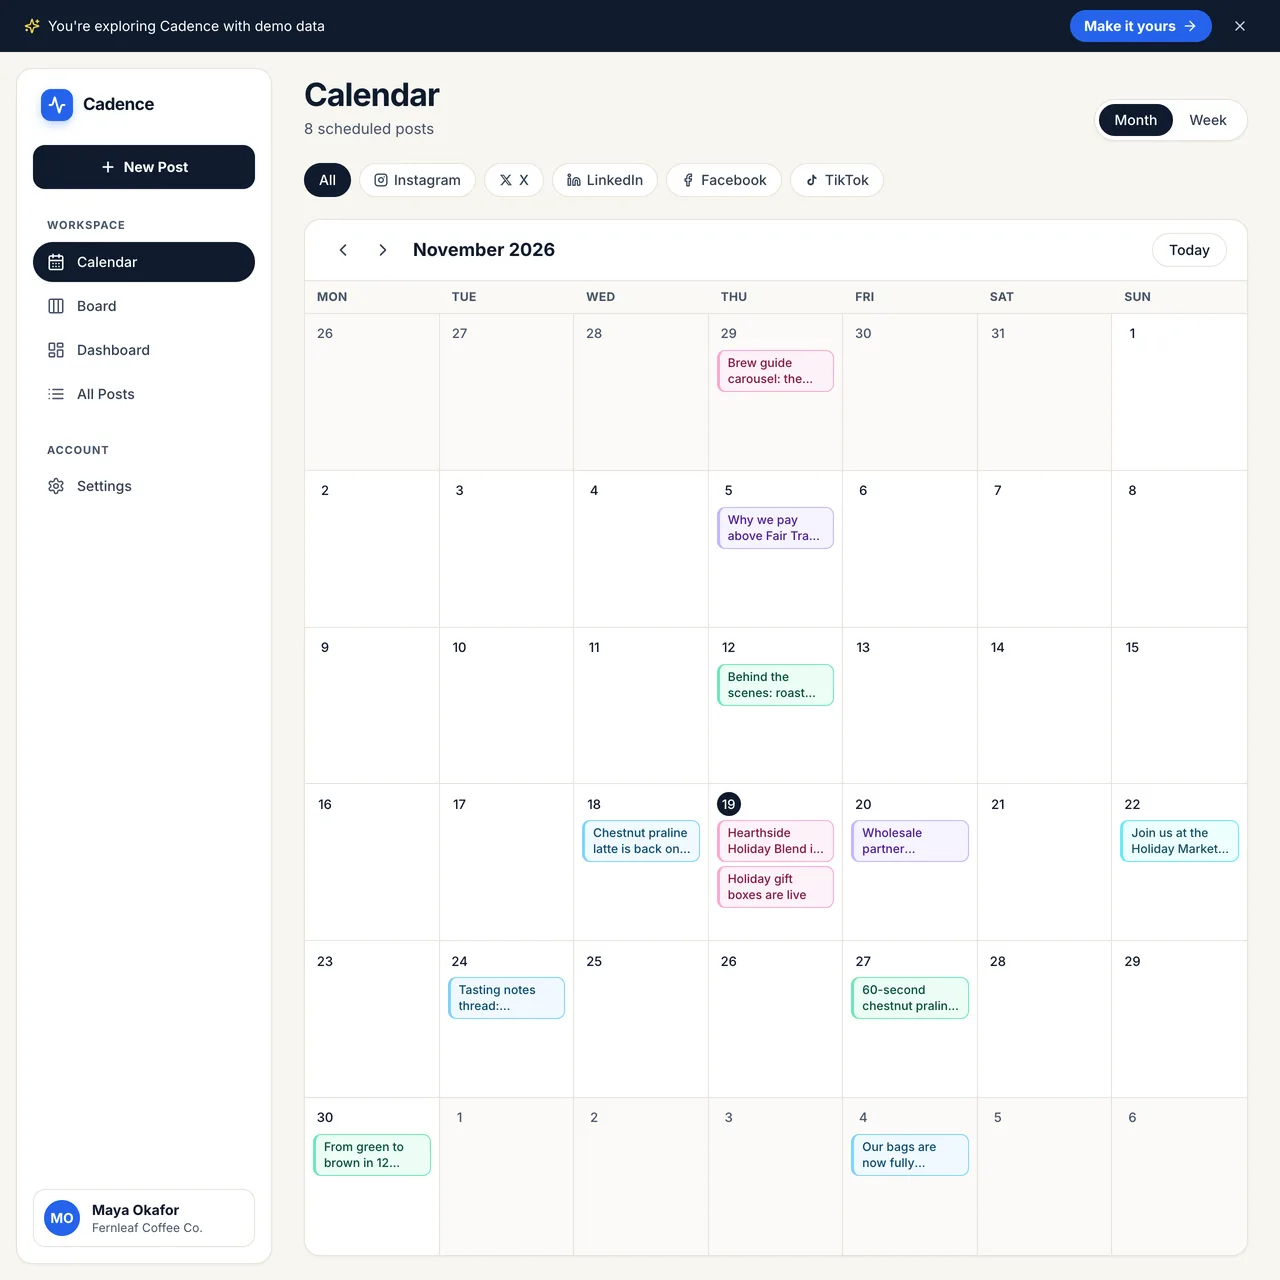 You're exploring Cadence with demo data
Make it yours
Cadence
New Post
WORKSPACE
Calendar
Board
Dashboard
All Posts
ACCOUNT
Settings
MO
Maya Okafor
Fernleaf Coffee Co.
Calendar
8 scheduled posts
Month
Week
All
Instagram
X
LinkedIn
Facebook
TikTok
November 2026
Today
MON TUE WED THU FRI SAT SUN
26 27 28 29 30 31 1
Brew guide
carousel: the...
2 3 4 5 6 7 8
Why we pay
above Fair Tra...
9 10 11 12 13 14 15
Behind the
scenes: roast...
16 17 18 19 20 21 22
Chestnut praline
latte is back on...
Hearthside
Holiday Blend i...
Holiday gift
boxes are live
Wholesale
partner...
Join us at the
Holiday Market...
23 24 25 26 27 28 29
Tasting notes
thread:...
60-second
chestnut pralin...
30 1 2 3 4 5 6
From green to
brown in 12...
Our bags are
now fully...